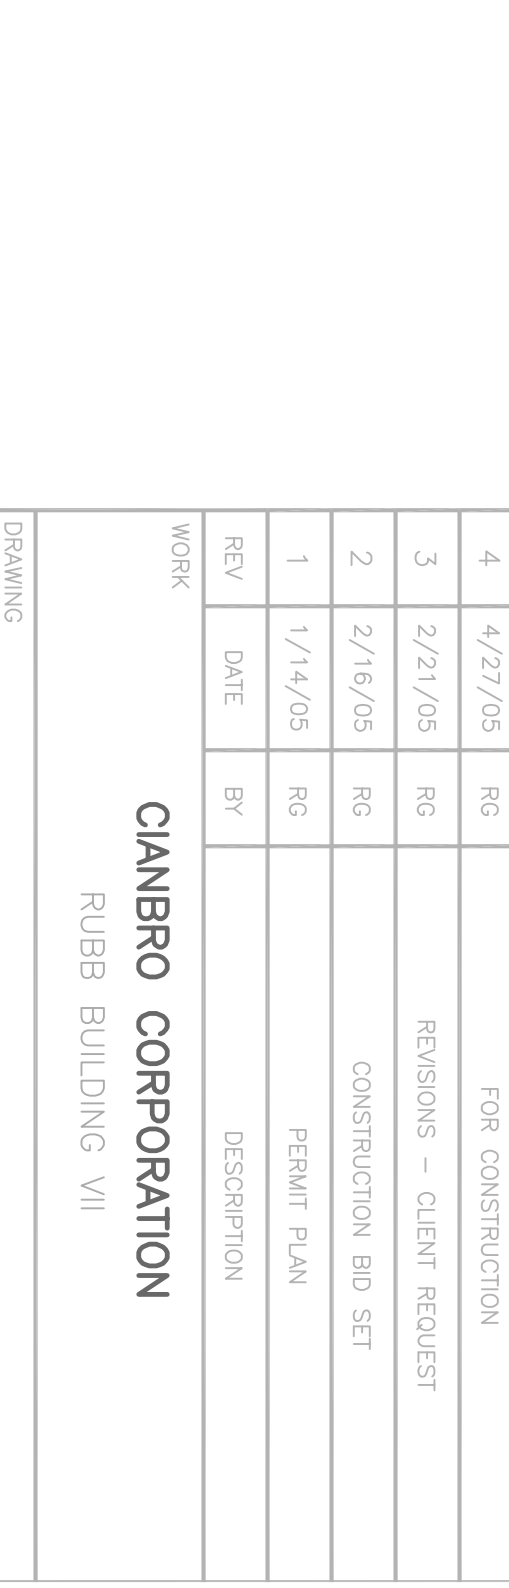 4 4/27/05 RG FOR CONSTRUCTION
3 2/21/05 RG REVISIONS – CLIENT REQUEST
2 2/16/05 RG CONSTRUCTION BID SET
1 1/14/05 RG PERMIT PLAN
REV DATE BY DESCRIPTION
WORK
CIANBRO CORPORATION
RUBB BUILDING VII
DRAWING